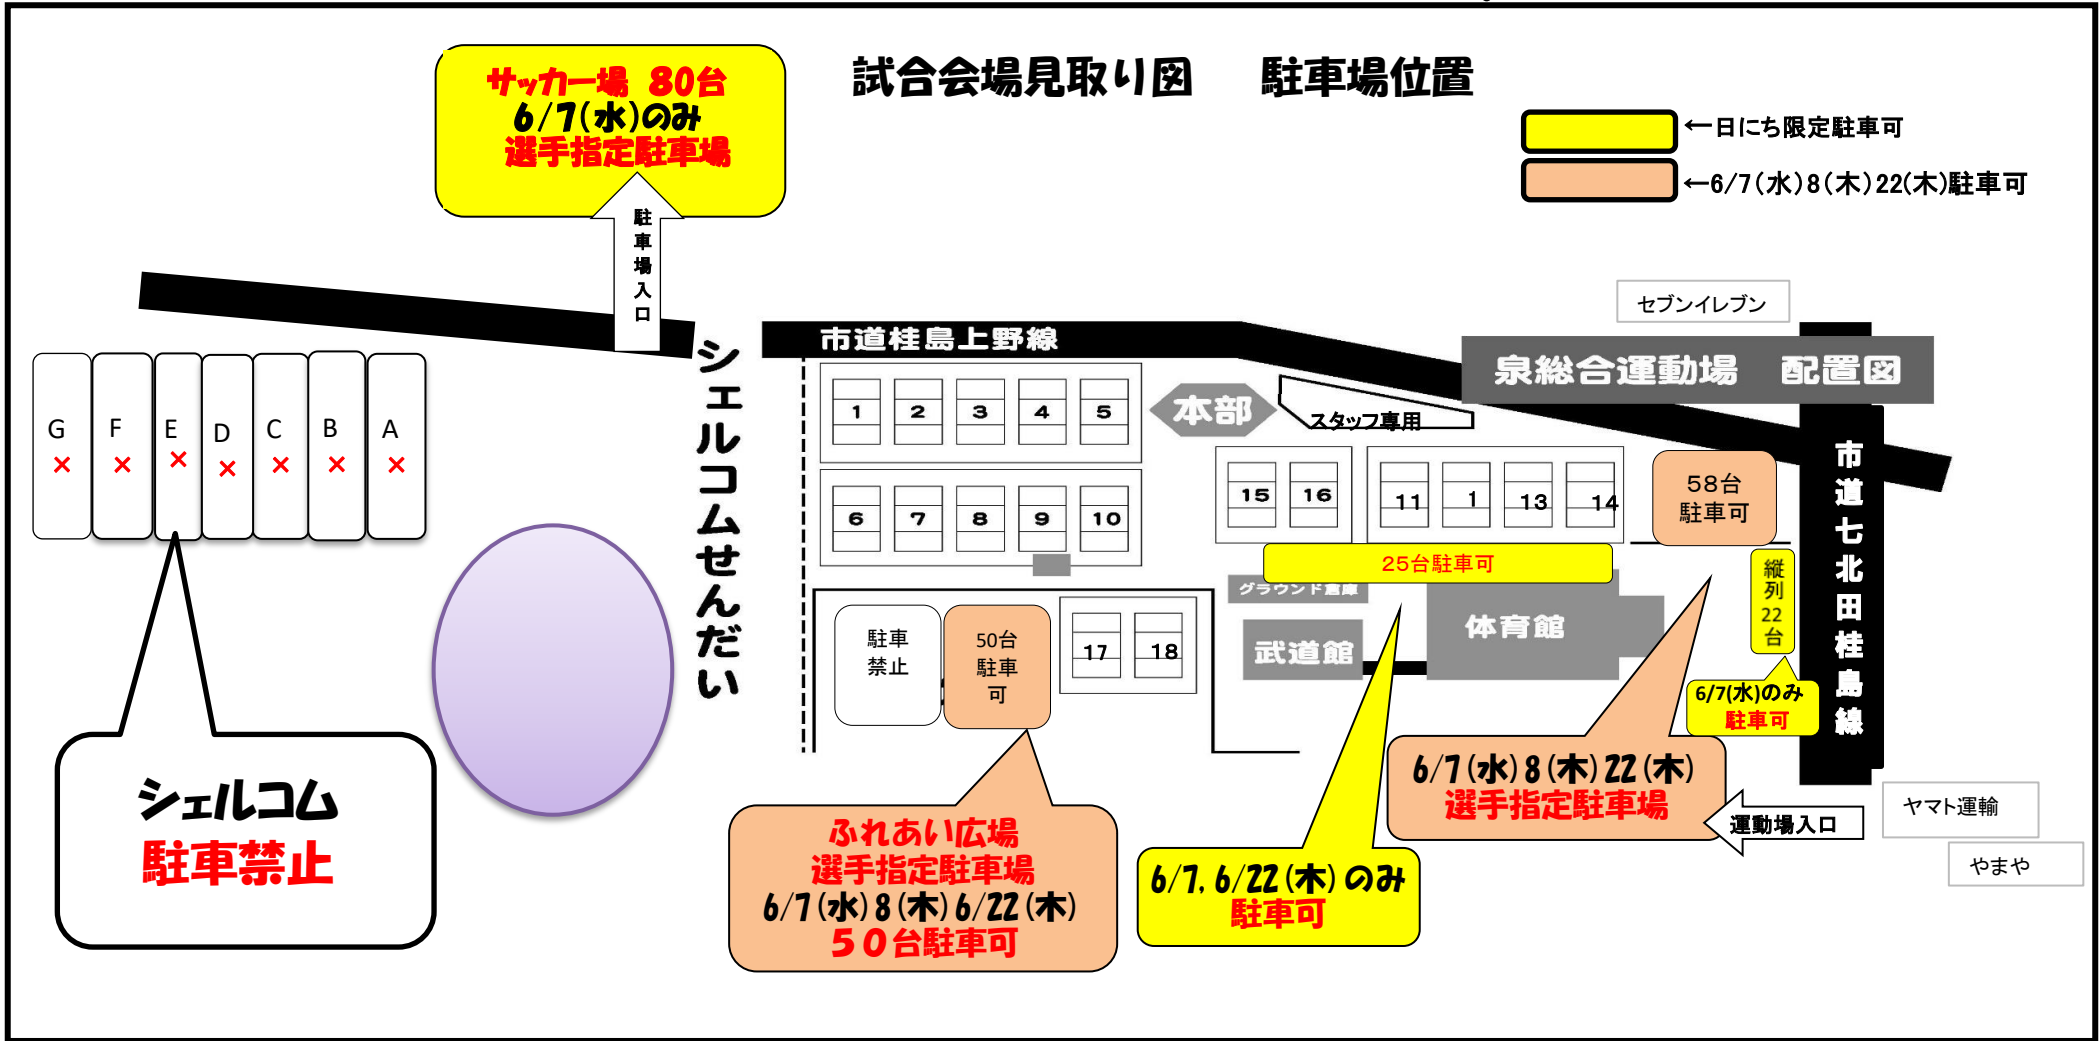 試合会場見取り図　駐車場位置
サッカー場 80台
6/7(水)のみ
選手指定駐車場
←日にち限定駐車可
←6/7(水)8(木)22(木)駐車可
駐車場入口
セブンイレブン
市道桂島上野線
泉総合運動場　配置図
シェルコムせんだい
市道七北田桂島線
本部
スタッフ専用
G
F
E
D
C
B
A
×
×
×
×
×
×
×
1
2
3
4
5
6
7
8
9
10
15
16
11
1
13
14
58台
駐車可
25台駐車可
縦列22台
グラウンド倉庫
武道館
体育館
駐車
禁止
50台
駐車
可
17
18
6/7(水)のみ
駐車可
シェルコム
駐車禁止
ふれあい広場
選手指定駐車場
6/7(水)8(木)6/22(木)
50台駐車可
6/7,6/22(木)のみ
駐車可
6/7(水)8(木)22(木)
選手指定駐車場
運動場入口
ヤマト運輸
やまや